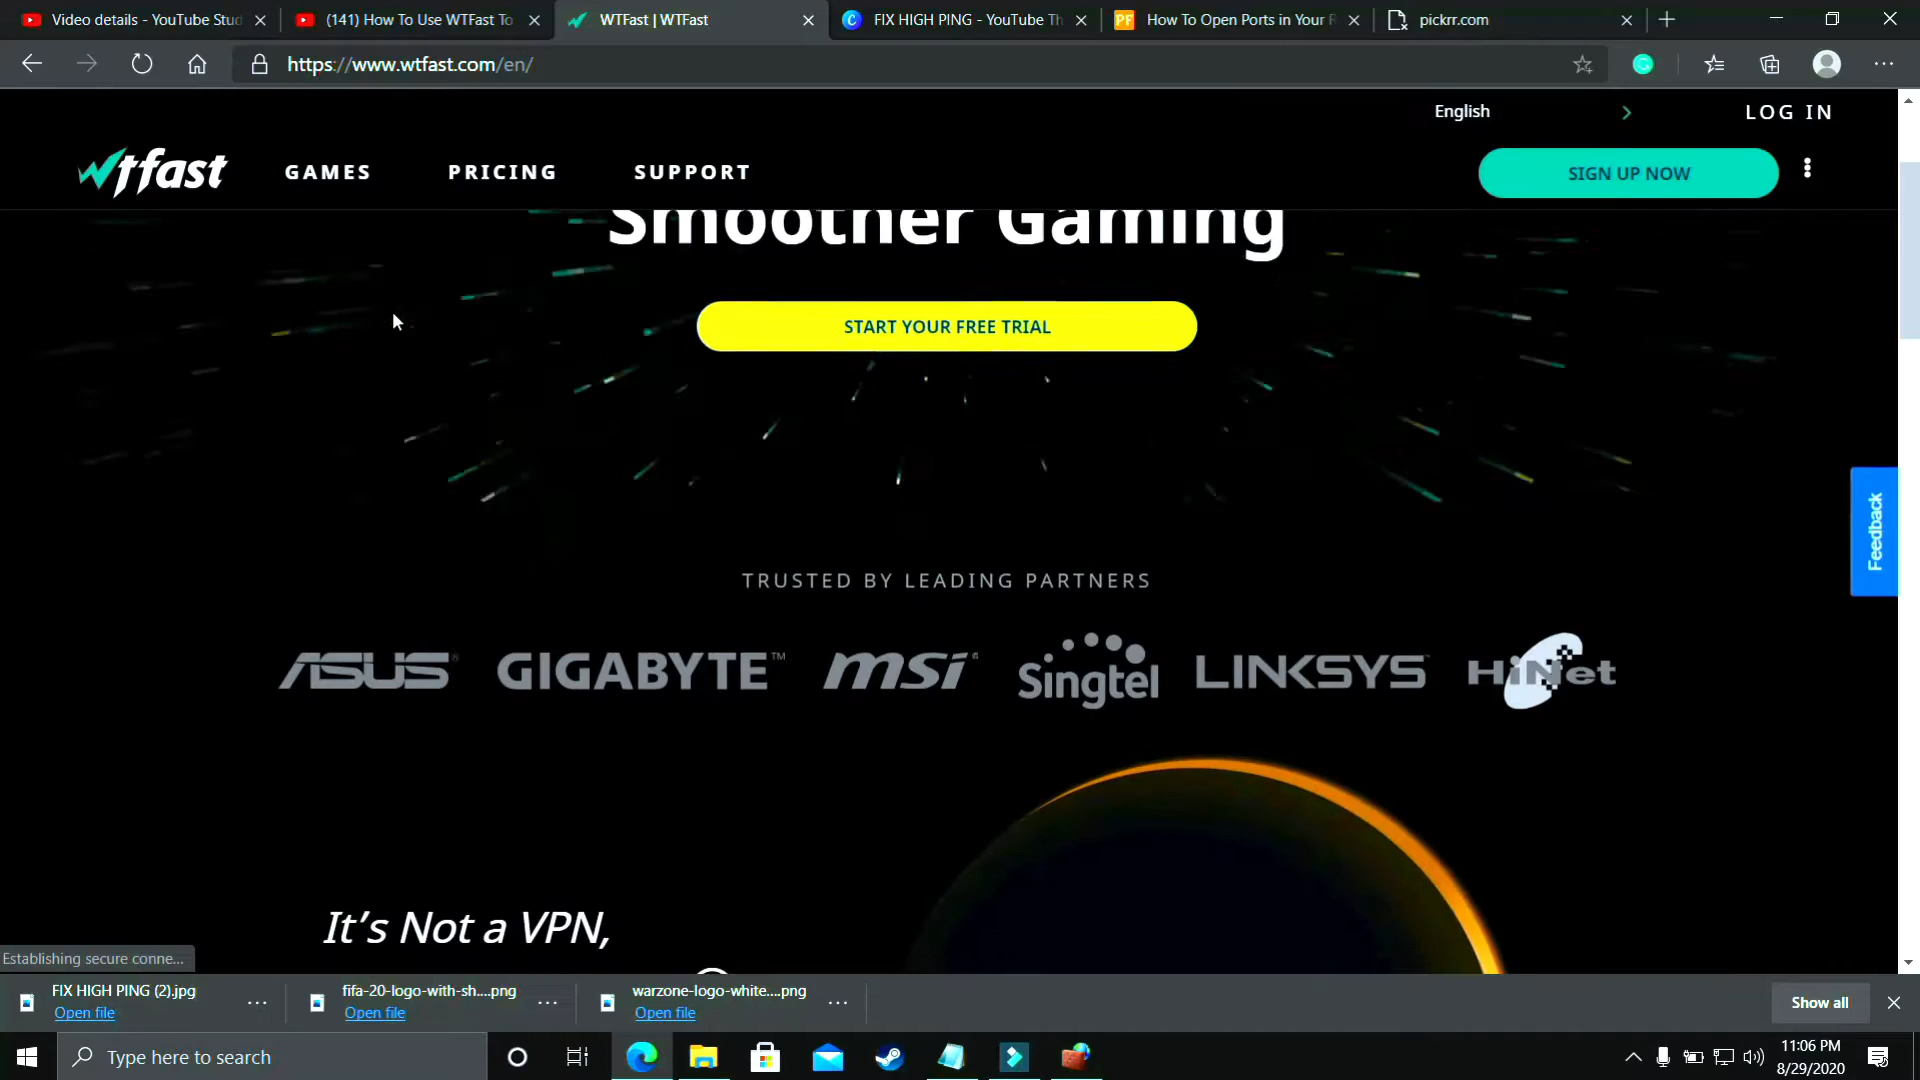 Video details - YouTube Stud
(141) How To Use WTFast To
WTFast | WTFast
FIX HIGH PING - YouTube Th
PF
How To Open Ports in Your R
pickrr.com
https://www.wtfast.com/en/
English
LOG IN
wtfast
GAMES
PRICING
SUPPORT
SIGN UP NOW
Smoother Gaming
START YOUR FREE TRIAL
Feedback
TRUSTED BY LEADING PARTNERS
ASUS®
GIGABYTE™
msi
Singtel
LINKSYS
HiNet
It's Not a VPN,
Establishing secure conne...
FIX HIGH PING (2).jpg
Open file
fifa-20-logo-with-sh....png
Open file
warzone-logo-white....png
Open file
Show all
Type here to search
11:06 PM
8/29/2020